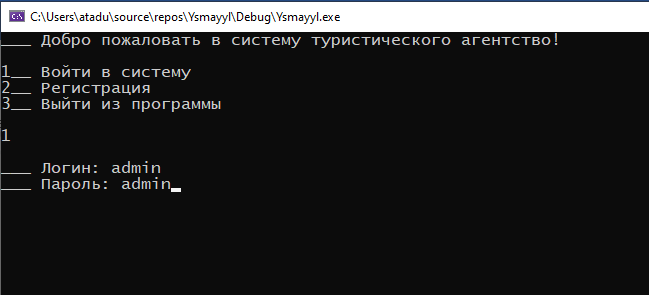 C:\Users\atadu\source\repos\Ysmayyl\Debug\Ysmayyl.exe
___ Добро пожаловать в систему туристического агентство!
1__ Войти в систему
2__ Регистрация
3__ Выйти из программы
1
___ Логин: admin
___ Пароль: admin